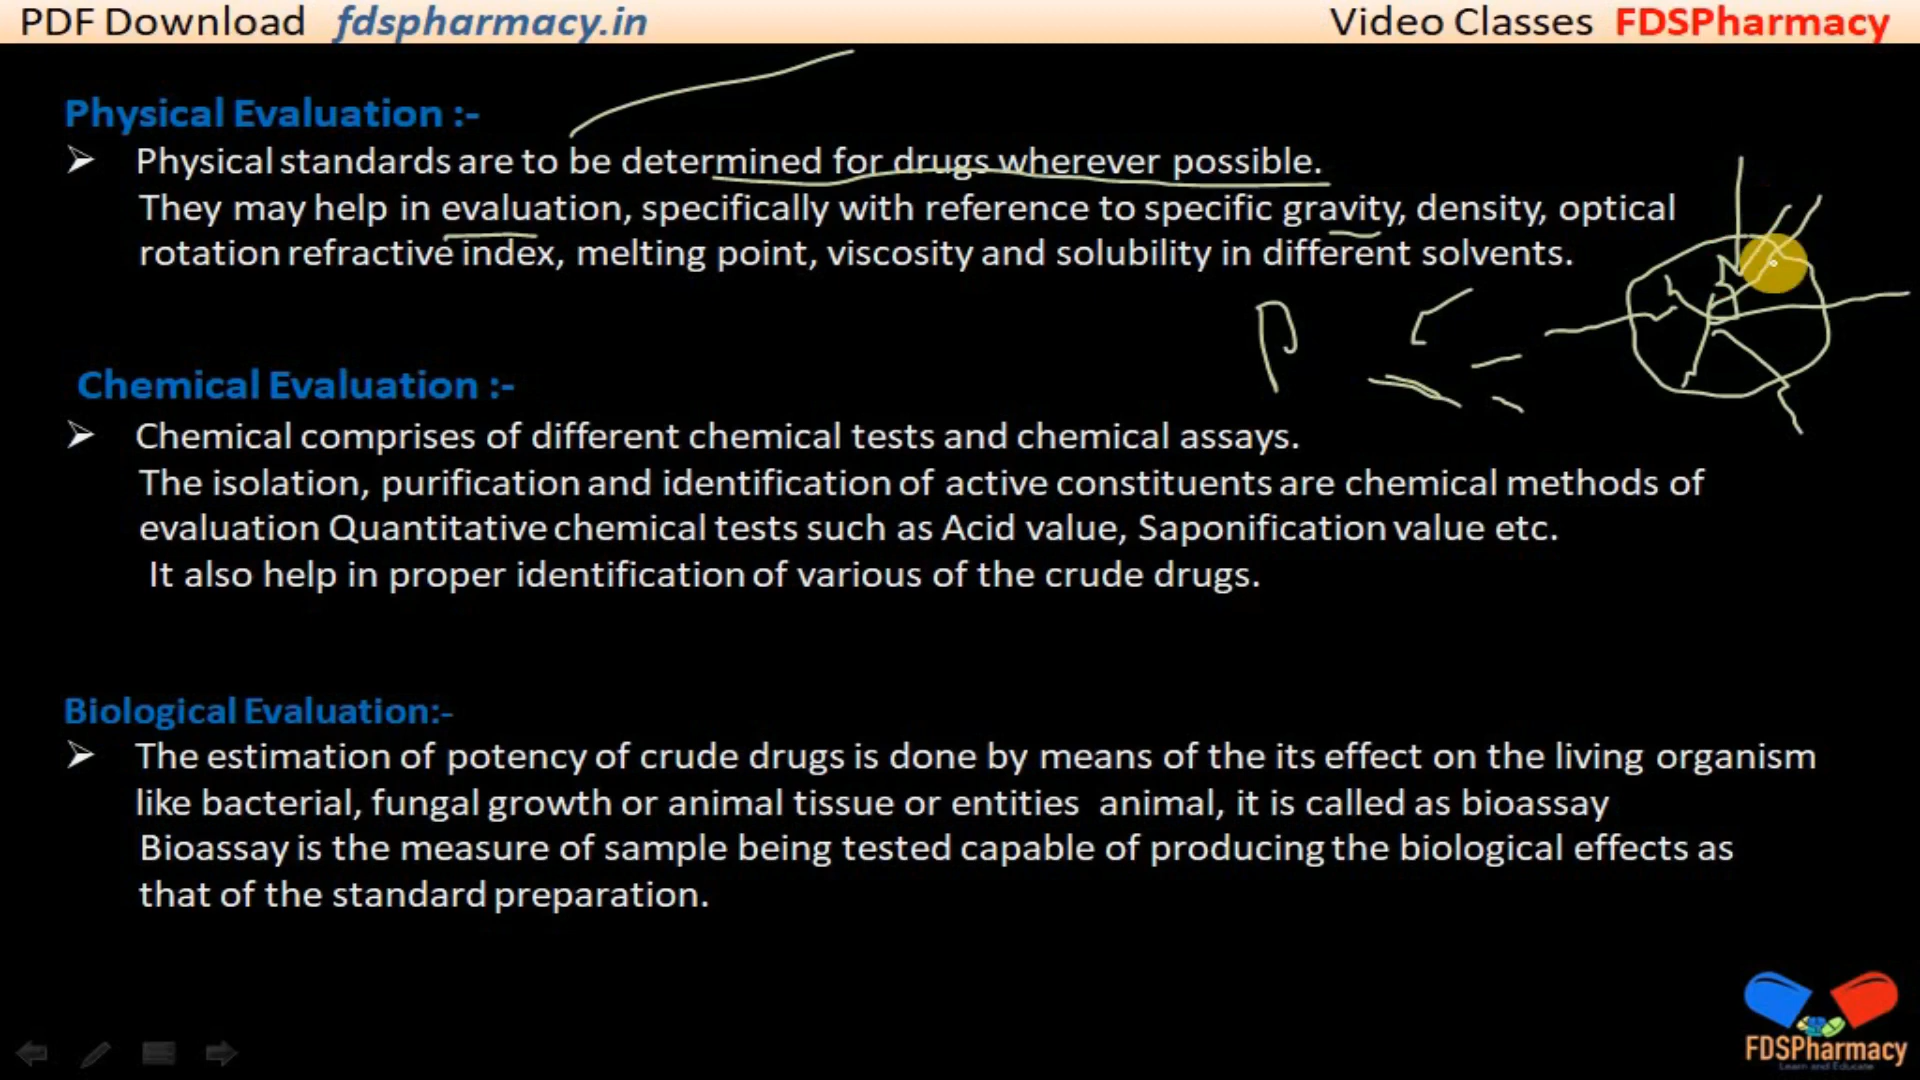 PDF Download fdspharmacy.in Video Classes FDSPharmacy
Physical Evaluation :-
➢ Physical standards are to be determined for drugs wherever possible.
They may help in evaluation, specifically with reference to specific gravity, density, optical
rotation refractive index, melting point, viscosity and solubility in different solvents.
P
Chemical Evaluation :-
➢ Chemical comprises of different chemical tests and chemical assays.
The isolation, purification and identification of active constituents are chemical methods of
evaluation Quantitative chemical tests such as Acid value, Saponification value etc.
It also help in proper identification of various of the crude drugs.
Biological Evaluation:-
➢ The estimation of potency of crude drugs is done by means of the its effect on the living organism
like bacterial, fungal growth or animal tissue or entities animal, it is called as bioassay
Bioassay is the measure of sample being tested capable of producing the biological effects as
that of the standard preparation.
FDSPharmacy
Learn and Educate